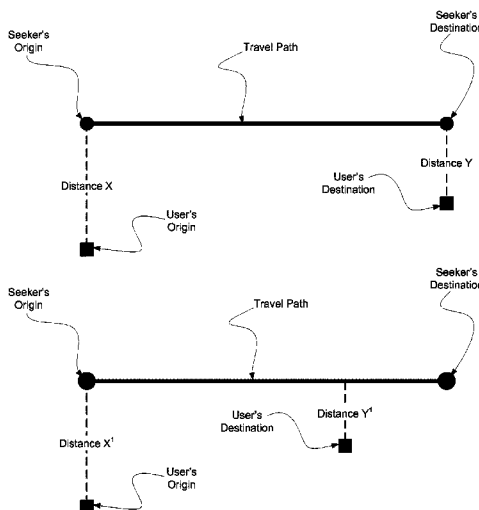 Seeker's
Origin
Travel Path
Seeker's
Destination
Distance X
Distance Y
User's
Destination
User's
Origin
Seeker's
Origin
Travel Path
Seeker's
Destination
Distance X¹
User's
Destination
Distance Y¹
User's
Origin